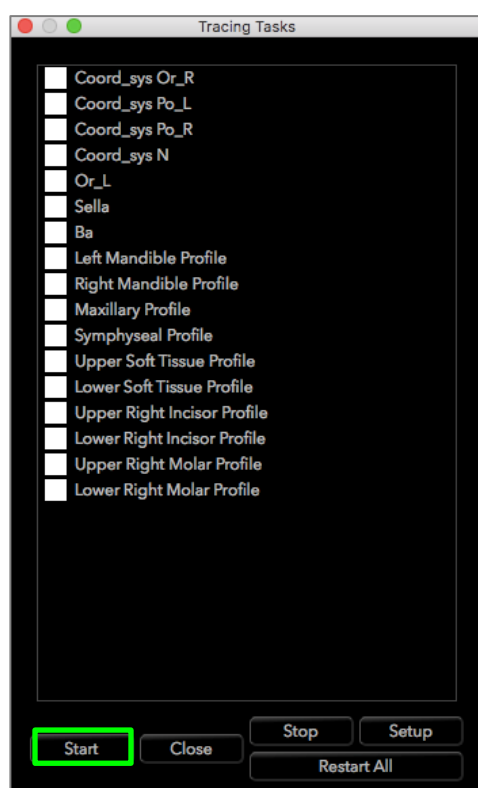 Tracing Tasks
Coord_sys Or_R
Coord_sys Po_L
Coord_sys Po_R
Coord_sys N
Or_L
Sella
Ba
Left Mandible Profile
Right Mandible Profile
Maxillary Profile
Symphyseal Profile
Upper Soft Tissue Profile
Lower Soft Tissue Profile
Upper Right Incisor Profile
Lower Right Incisor Profile
Upper Right Molar Profile
Lower Right Molar Profile
Start Close Stop Setup
Restart All